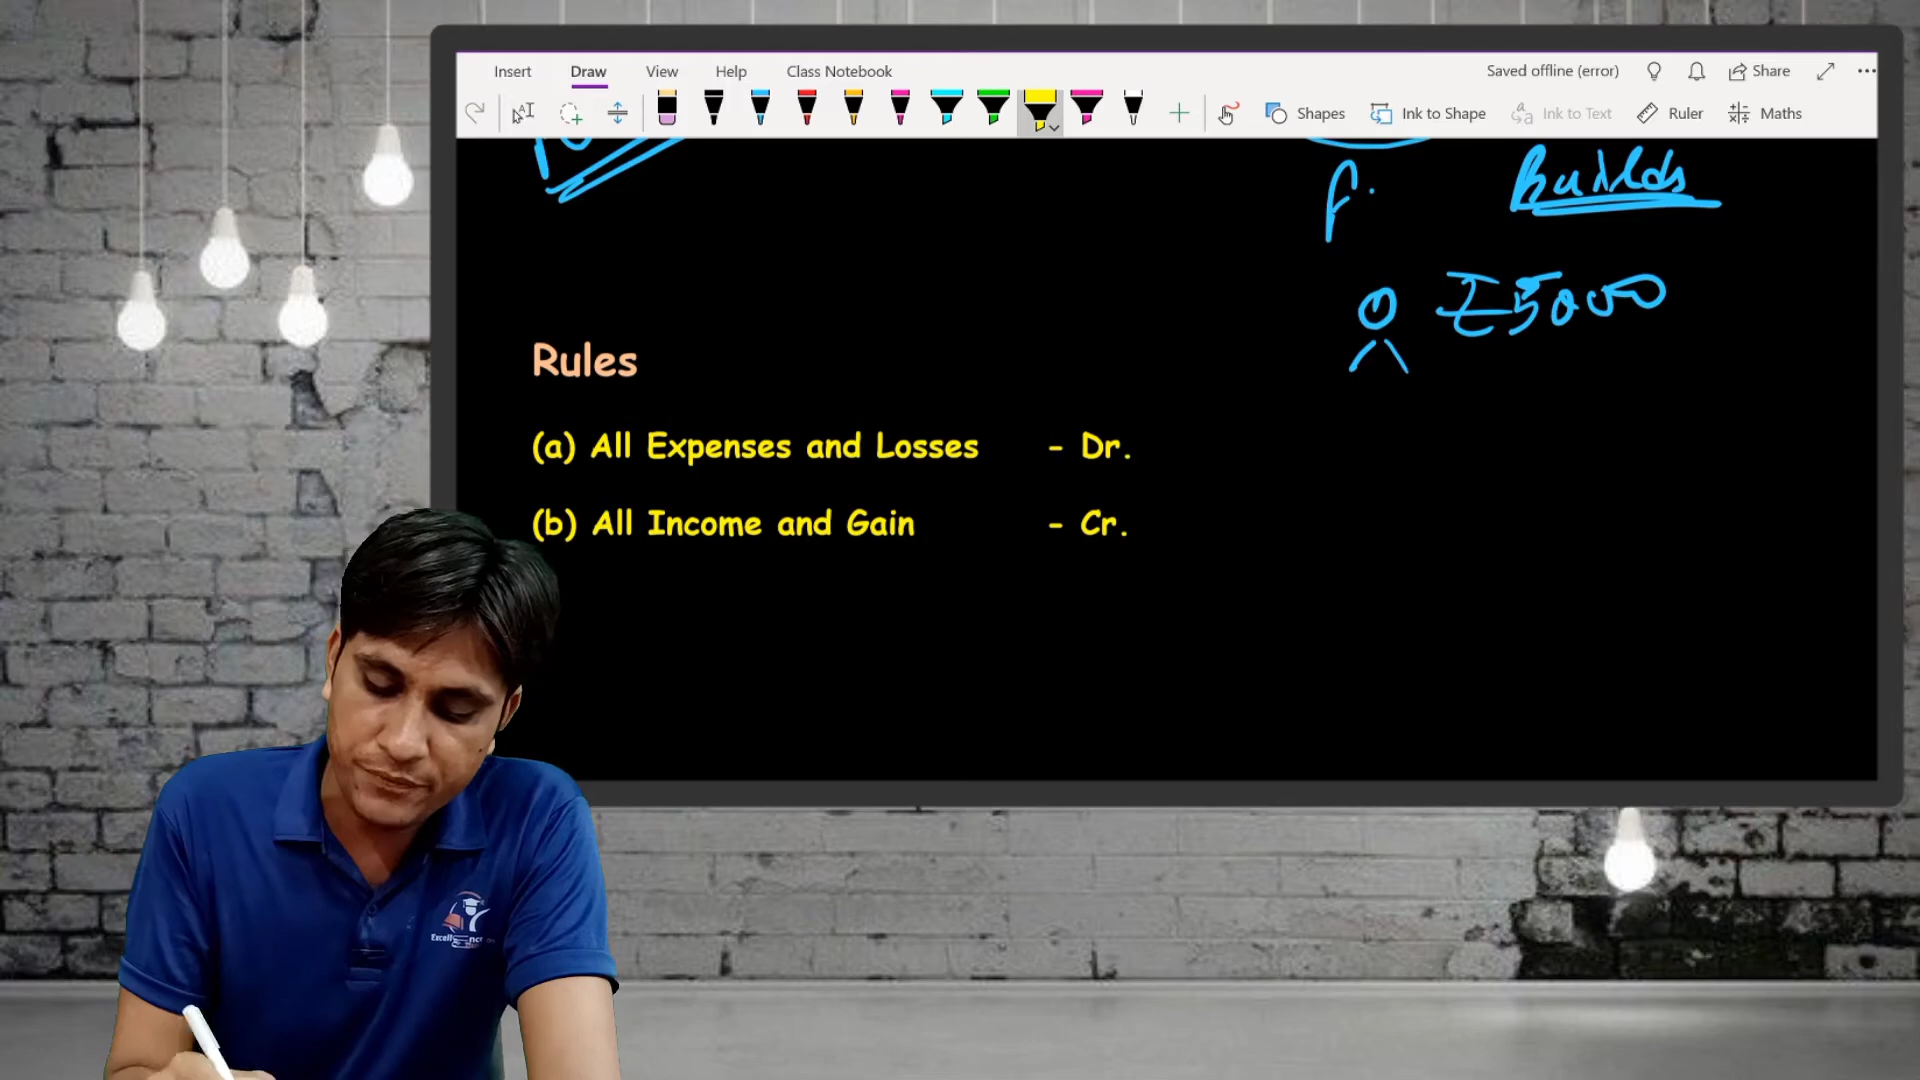 Insert Draw View Help Class Notebook Saved offline (error) Share
Ink to Shape Ink to Text Ruler Maths Shapes
f.
Builds
₹5000
Rules
(a) All Expenses and Losses - Dr.
(b) All Income and Gain - Cr.